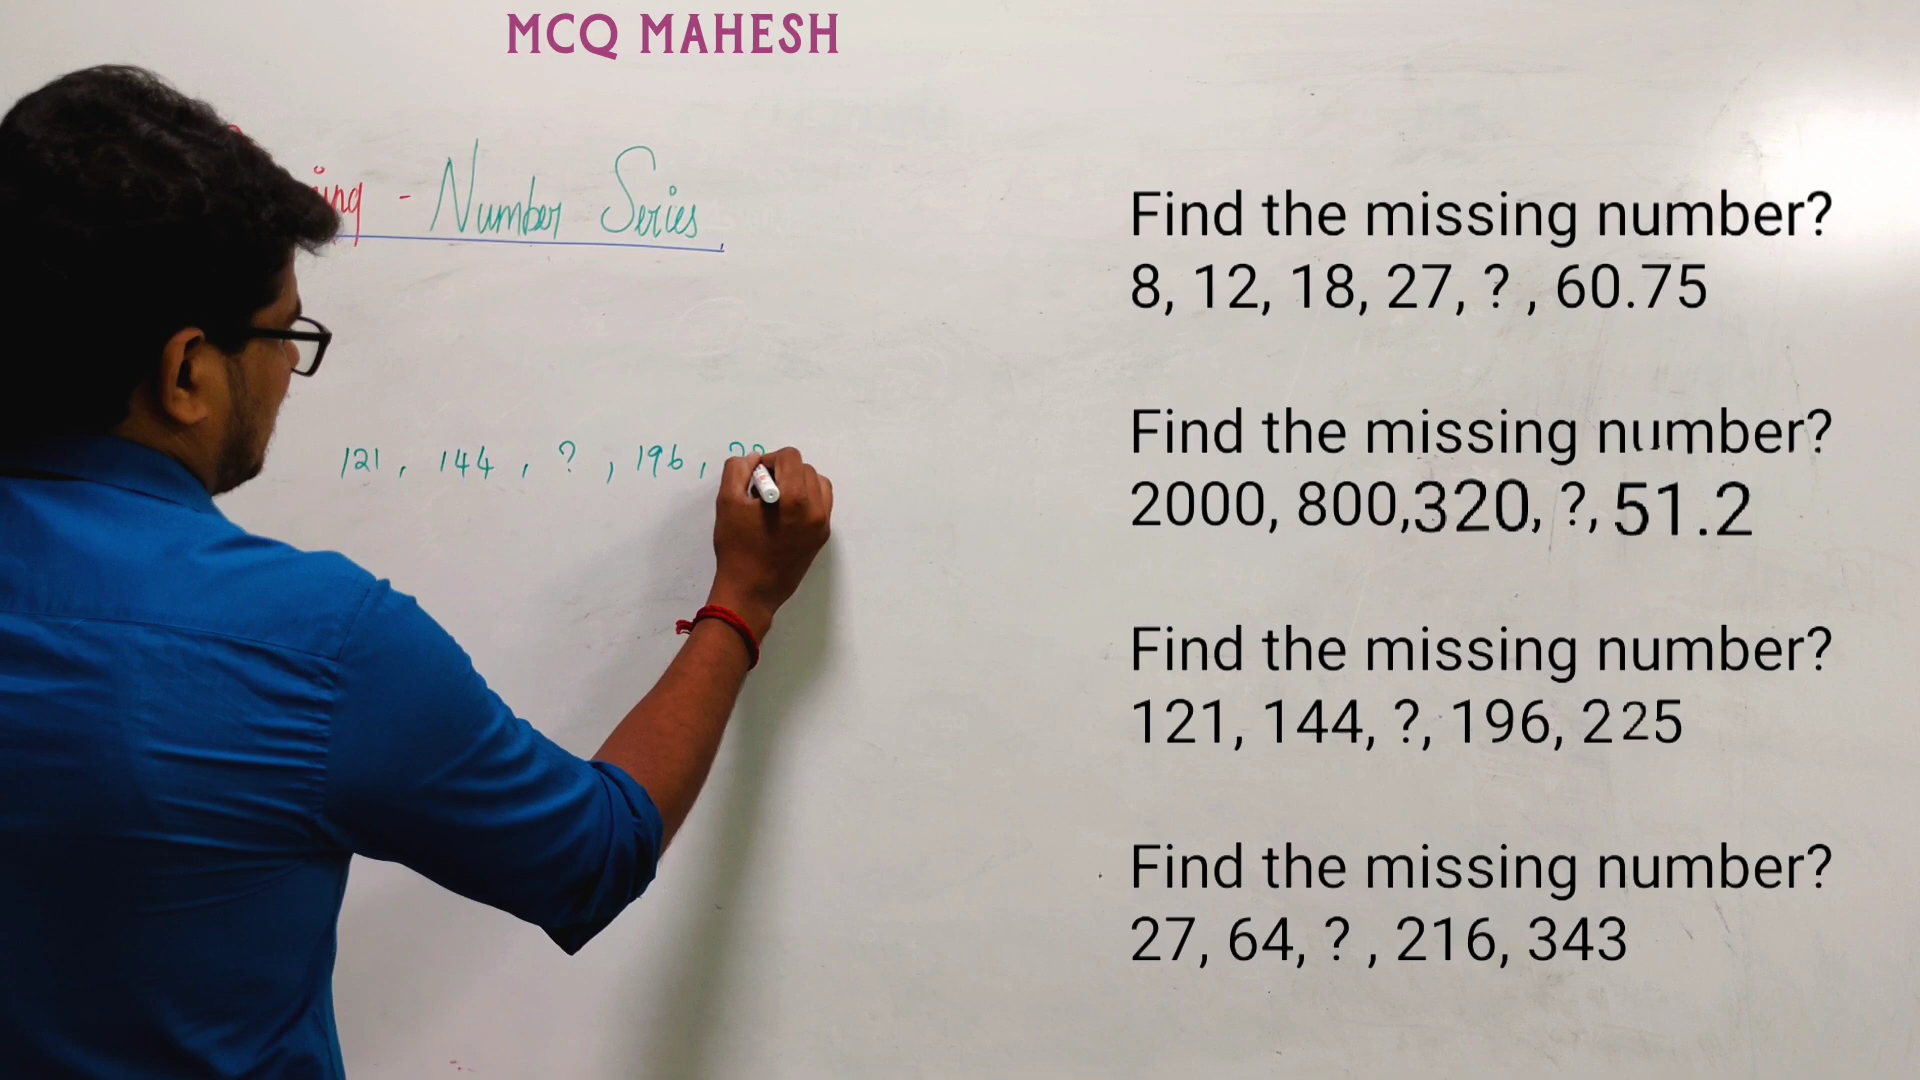 MCQ MAHESH
- Number Series
121, 144, ?, 196,
Find the missing number?
8, 12, 18, 27, ? , 60.75
Find the missing number?
2000, 800,320, ?, 51.2
Find the missing number?
121, 144, ?, 196, 225
Find the missing number?
27, 64, ? , 216, 343